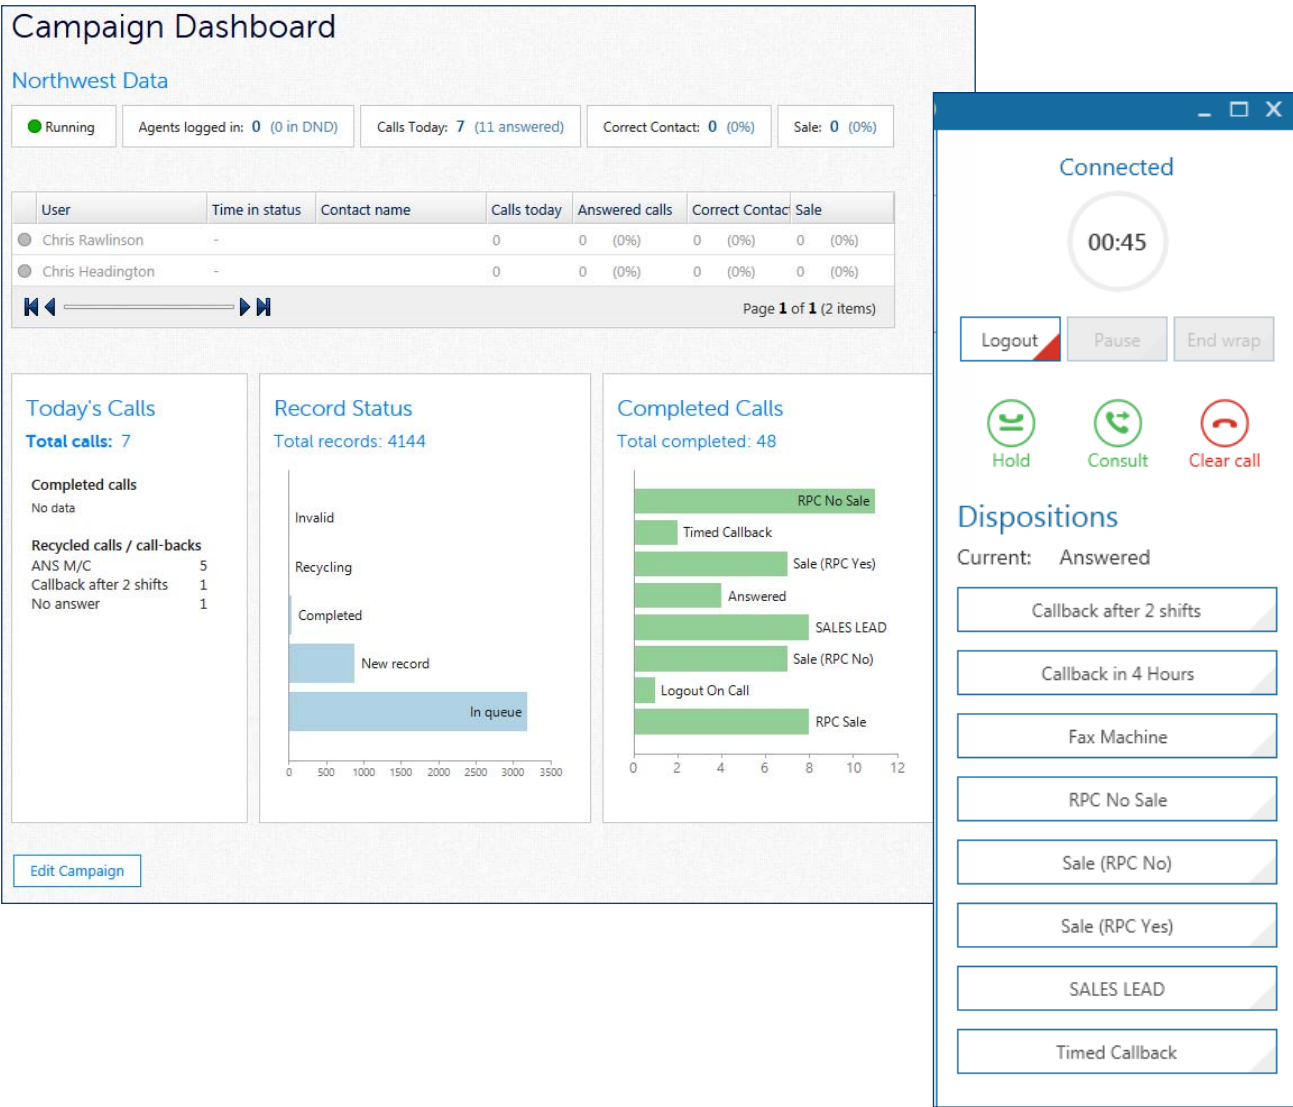 Campaign Dashboard
Northwest Data
Running
Agents logged in: 0 (0 in DND)
Calls Today: 7 (11 answered)
Correct Contact: 0 (0%)
Sale: 0 (0%)
User Time in status Contact name Calls today Answered calls Correct Contac Sale
Chris Rawlinson - 0 0 (0%) 0 (0%) 0 (0%)
Chris Headington - 0 0 (0%) 0 (0%) 0 (0%)
Page 1 of 1 (2 items)
Today's Calls
Total calls: 7
Completed calls
No data
Recycled calls / call-backs
ANS M/C 5
Callback after 2 shifts 1
No answer 1
Record Status
Total records: 4144
Invalid
Recycling
Completed
New record
In queue
0 500 1000 1500 2000 2500 3000 3500
Completed Calls
Total completed: 48
RPC No Sale
Timed Callback
Sale (RPC Yes)
Answered
SALES LEAD
Sale (RPC No)
Logout On Call
RPC Sale
0 2 4 6 8 10 12
Edit Campaign
Connected
00:45
Logout Pause End wrap
Hold Consult Clear call
Dispositions
Current: Answered
Callback after 2 shifts
Callback in 4 Hours
Fax Machine
RPC No Sale
Sale (RPC No)
Sale (RPC Yes)
SALES LEAD
Timed Callback